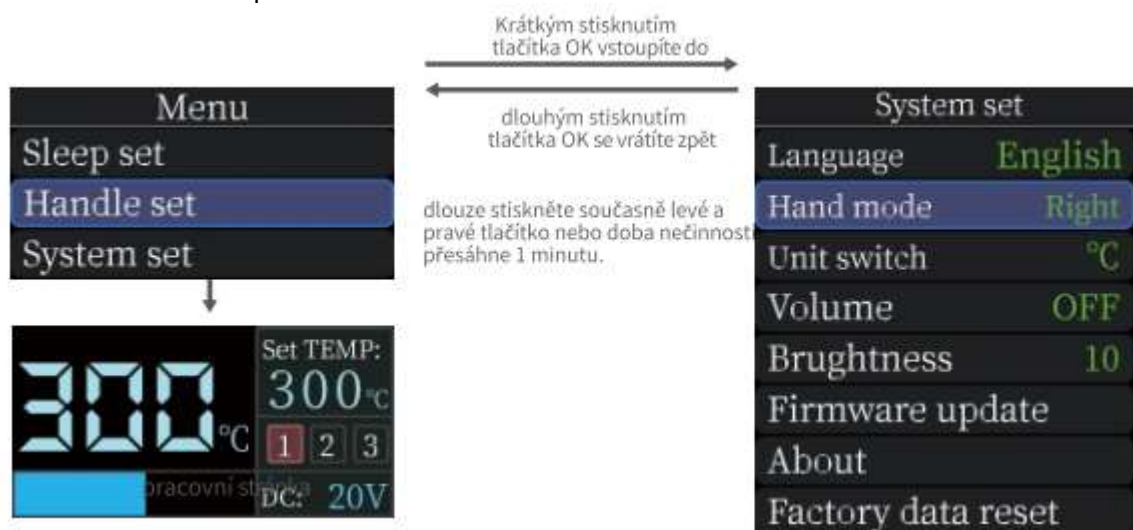 Krátkým stisknutím
tlačítka OK vstoupíte do
dlouhým stisknutím
tlačítka OK se vrátíte zpět
Menu
Sleep set
Handle set
System set
dlouze stiskněte současně levé a
pravé tlačítko nebo doba nečinnosti
přesáhne 1 minutu.
300°C
Set TEMP:
300°C
1 2 3
pracovní stránka
DC: 20V
System set
Language English
Hand mode Right
Unit switch °C
Volume OFF
Brughtness 10
Firmware update
About
Factory data reset